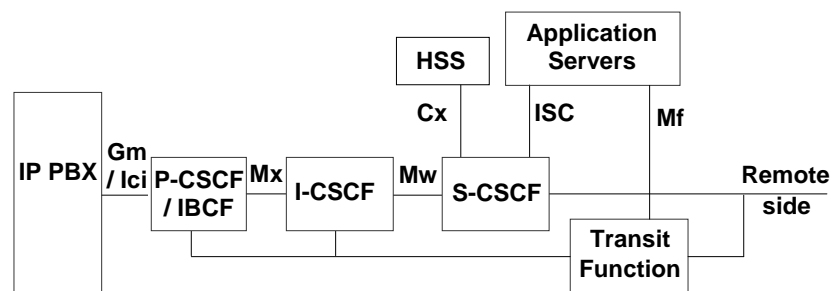 HSS
Application
Servers
Cx
ISC
Mf
IP PBX
Gm
/ Ici
P-CSCF
/ IBCF
Mx
I-CSCF
Mw
S-CSCF
Remote
side
Transit
Function